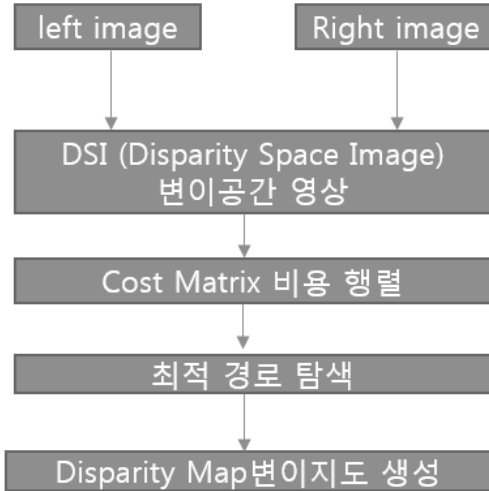 left image
Right image
DSI (Disparity Space Image)
변이공간 영상
Cost Matrix 비용 행렬
최적 경로 탐색
Disparity Map변이지도 생성